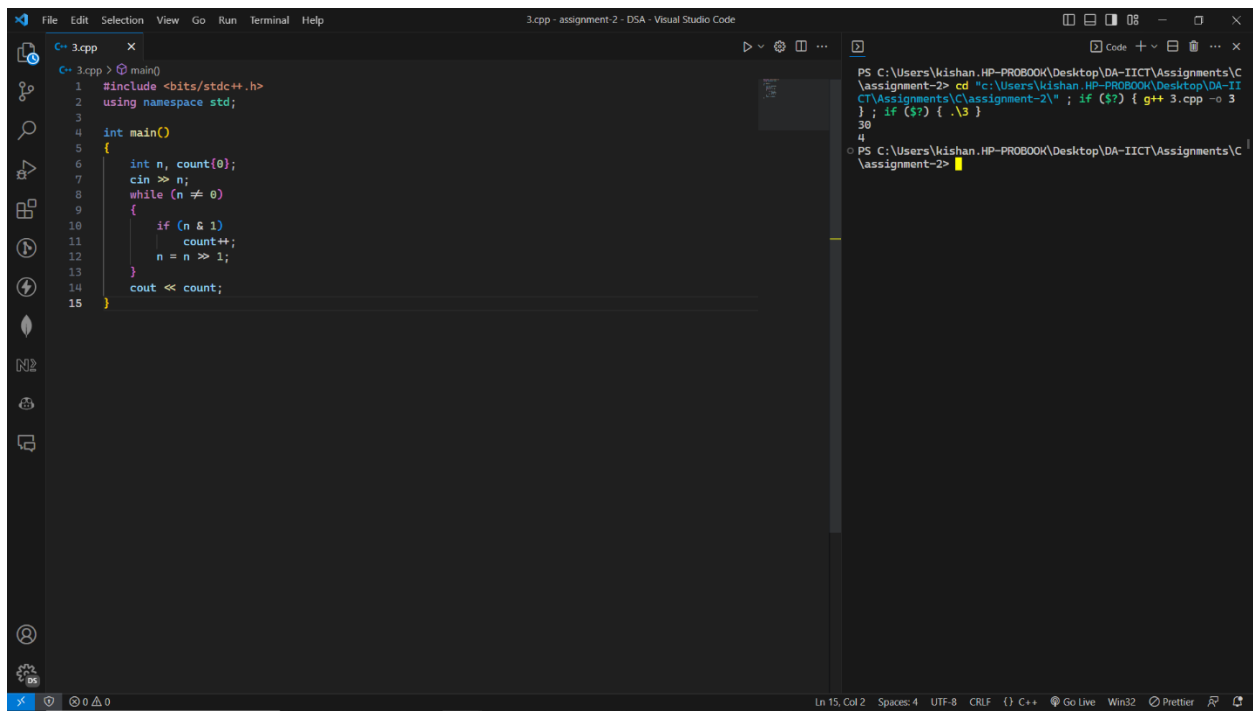 File Edit Selection View Go Run Terminal Help
3.cpp - assignment-2 - DSA - Visual Studio Code
C++ 3.cpp ×
C++ 3.cpp > main()
1 #include <bits/stdc++.h>
2 using namespace std;
3
4 int main()
5 {
6 int n, count{0};
7 cin >> n;
8 while (n != 0)
9 {
10 if (n & 1)
11 count++;
12 n = n >> 1;
13 }
14 cout << count;
15 }
Code
PS C:\Users\kishan.HP-PROBOOK\Desktop\DA-IICT\Assignments\C
\assignment-2> cd "c:\Users\kishan.HP-PROBOOK\Desktop\DA-II
CT\Assignments\C\assignment-2\" ; if ($?) { g++ 3.cpp -o 3
} ; if ($?) { .\3 }
30
4
PS C:\Users\kishan.HP-PROBOOK\Desktop\DA-IICT\Assignments\C
\assignment-2>
DS
0 0
Ln 15, Col 2 Spaces: 4 UTF-8 CRLF {} C++ Go Live Win32 Prettier